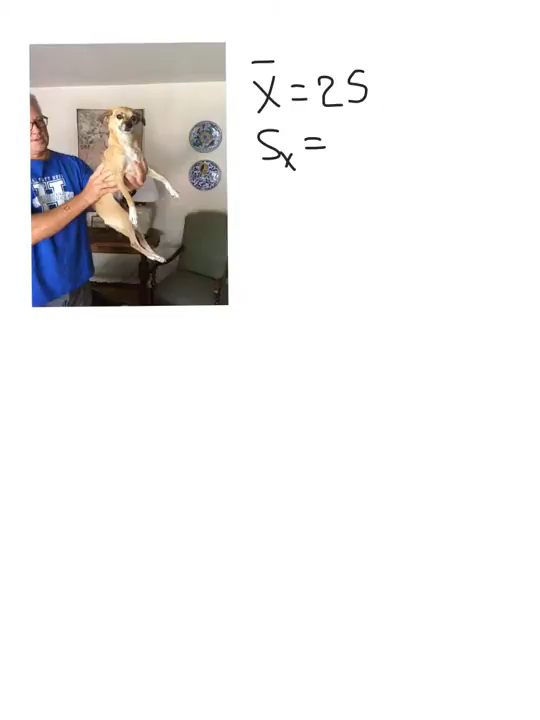 x̄ = 25
Sx =
H